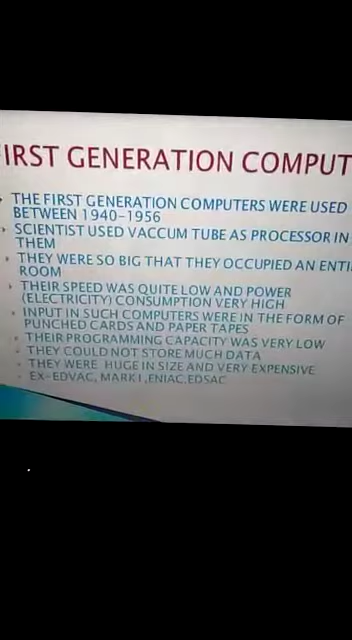 IRST GENERATION COMPUT
THE FIRST GENERATION COMPUTERS WERE USED
BETWEEN 1940-1956
SCIENTIST USED VACCUM TUBE AS PROCESSOR IN
THEM
THEY WERE SO BIG THAT THEY OCCUPIED AN ENTI
ROOM
THEIR SPEED WAS QUITE LOW AND POWER
(ELECTRICITY) CONSUMPTION VERY HIGH
INPUT IN SUCH COMPUTERS WERE IN THE FORM OF
PUNCHED CARDS AND PAPER TAPES
THEIR PROGRAMMING CAPACITY WAS VERY LOW
THEY COULD NOT STORE MUCH DATA
THEY WERE HUGE IN SIZE AND VERY EXPENSIVE
EX-EDVAC, MARK I ,ENIAC,EDSAC